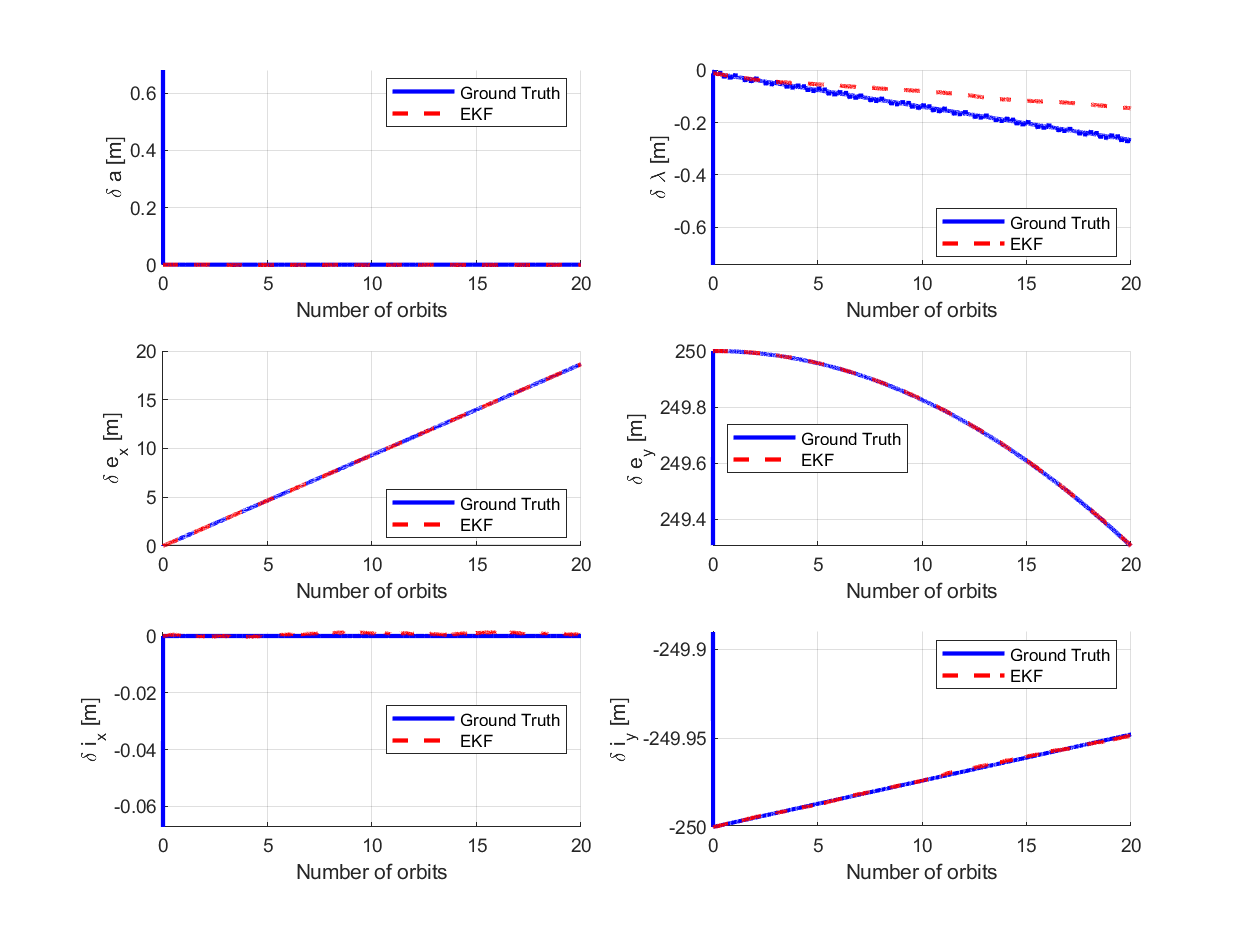 0.6
0.4
0.2
0
δ a [m]
Ground Truth
EKF
0 5 10 15 20
Number of orbits
0
-0.2
-0.4
-0.6
δ λ [m]
Ground Truth
EKF
0 5 10 15 20
Number of orbits
20
15
10
5
0
δ e_x [m]
Ground Truth
EKF
0 5 10 15 20
Number of orbits
250
249.8
249.6
249.4
δ e_y [m]
Ground Truth
EKF
0 5 10 15 20
Number of orbits
0
-0.02
-0.04
-0.06
δ i_x [m]
Ground Truth
EKF
0 5 10 15 20
Number of orbits
-249.9
-249.95
-250
δ i_y [m]
Ground Truth
EKF
0 5 10 15 20
Number of orbits